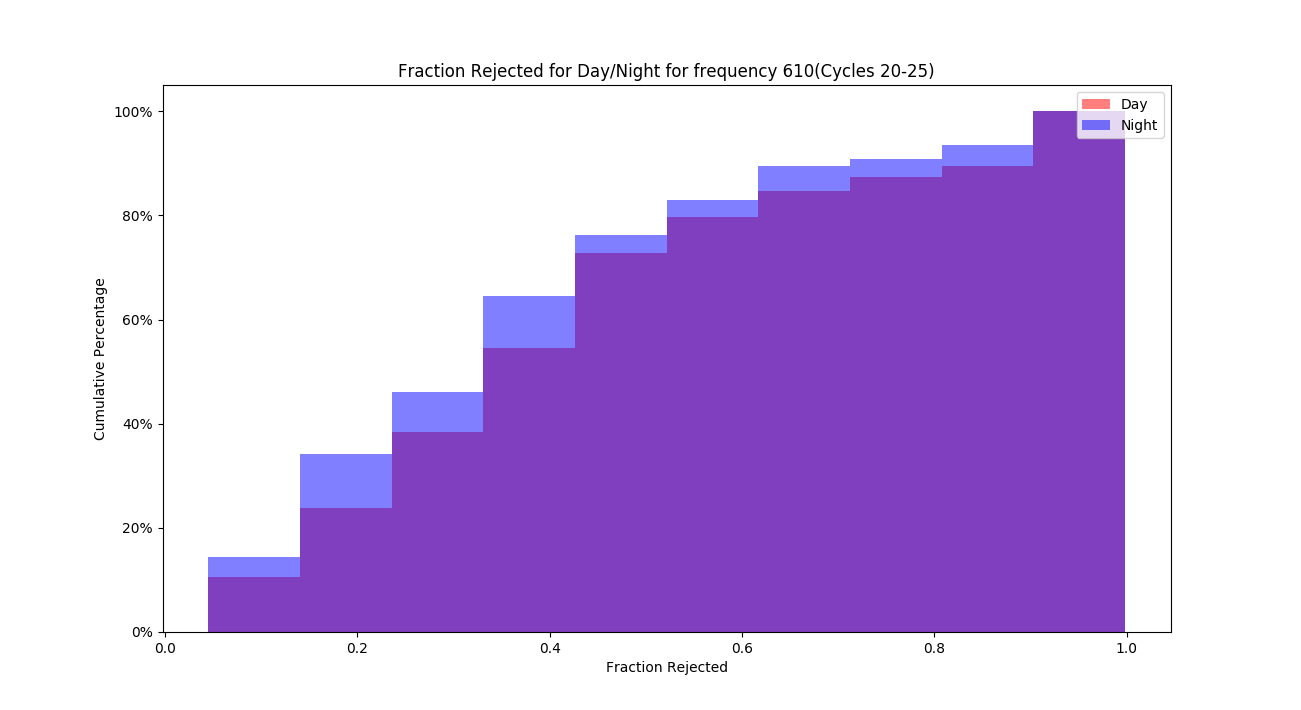 Fraction Rejected for Day/Night for frequency 610(Cycles 20-25)
Day
Night
100%
80%
60%
40%
20%
0%
Cumulative Percentage
0.0 0.2 0.4 0.6 0.8 1.0
Fraction Rejected